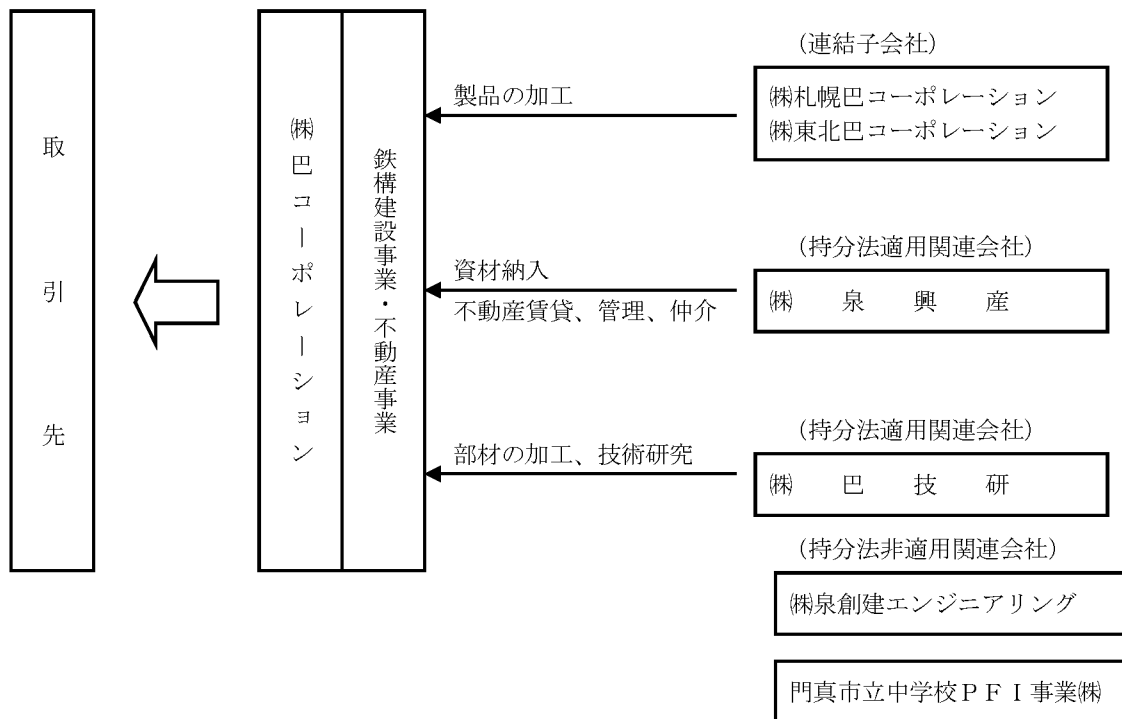 取引先
㈱巴コーポレーション
鉄構建設事業・不動産事業
(連結子会社)
製品の加工
㈱札幌巴コーポレーション
㈱東北巴コーポレーション
(持分法適用関連会社)
資材納入
不動産賃貸、管理、仲介
㈱　泉　興　産
(持分法適用関連会社)
部材の加工、技術研究
㈱　巴　技　研
(持分法非適用関連会社)
㈱泉創建エンジニアリング
門真市立中学校ＰＦＩ事業㈱